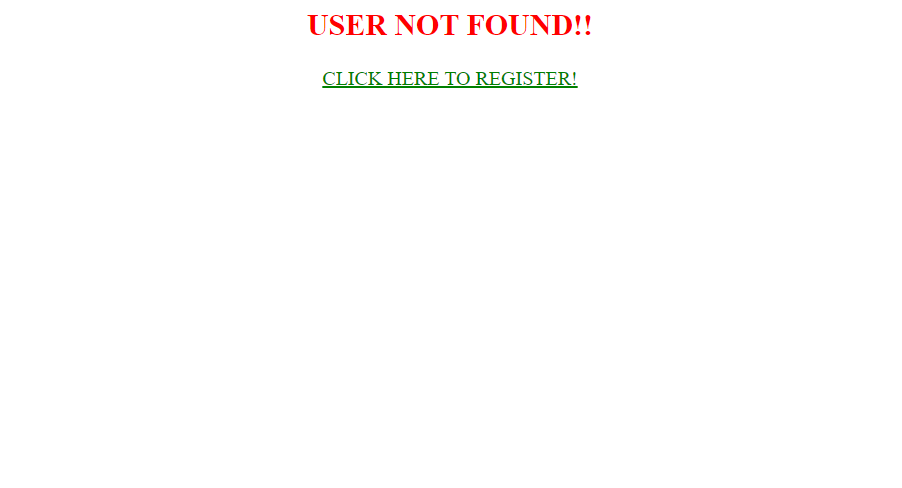 USER NOT FOUND!!
CLICK HERE TO REGISTER!